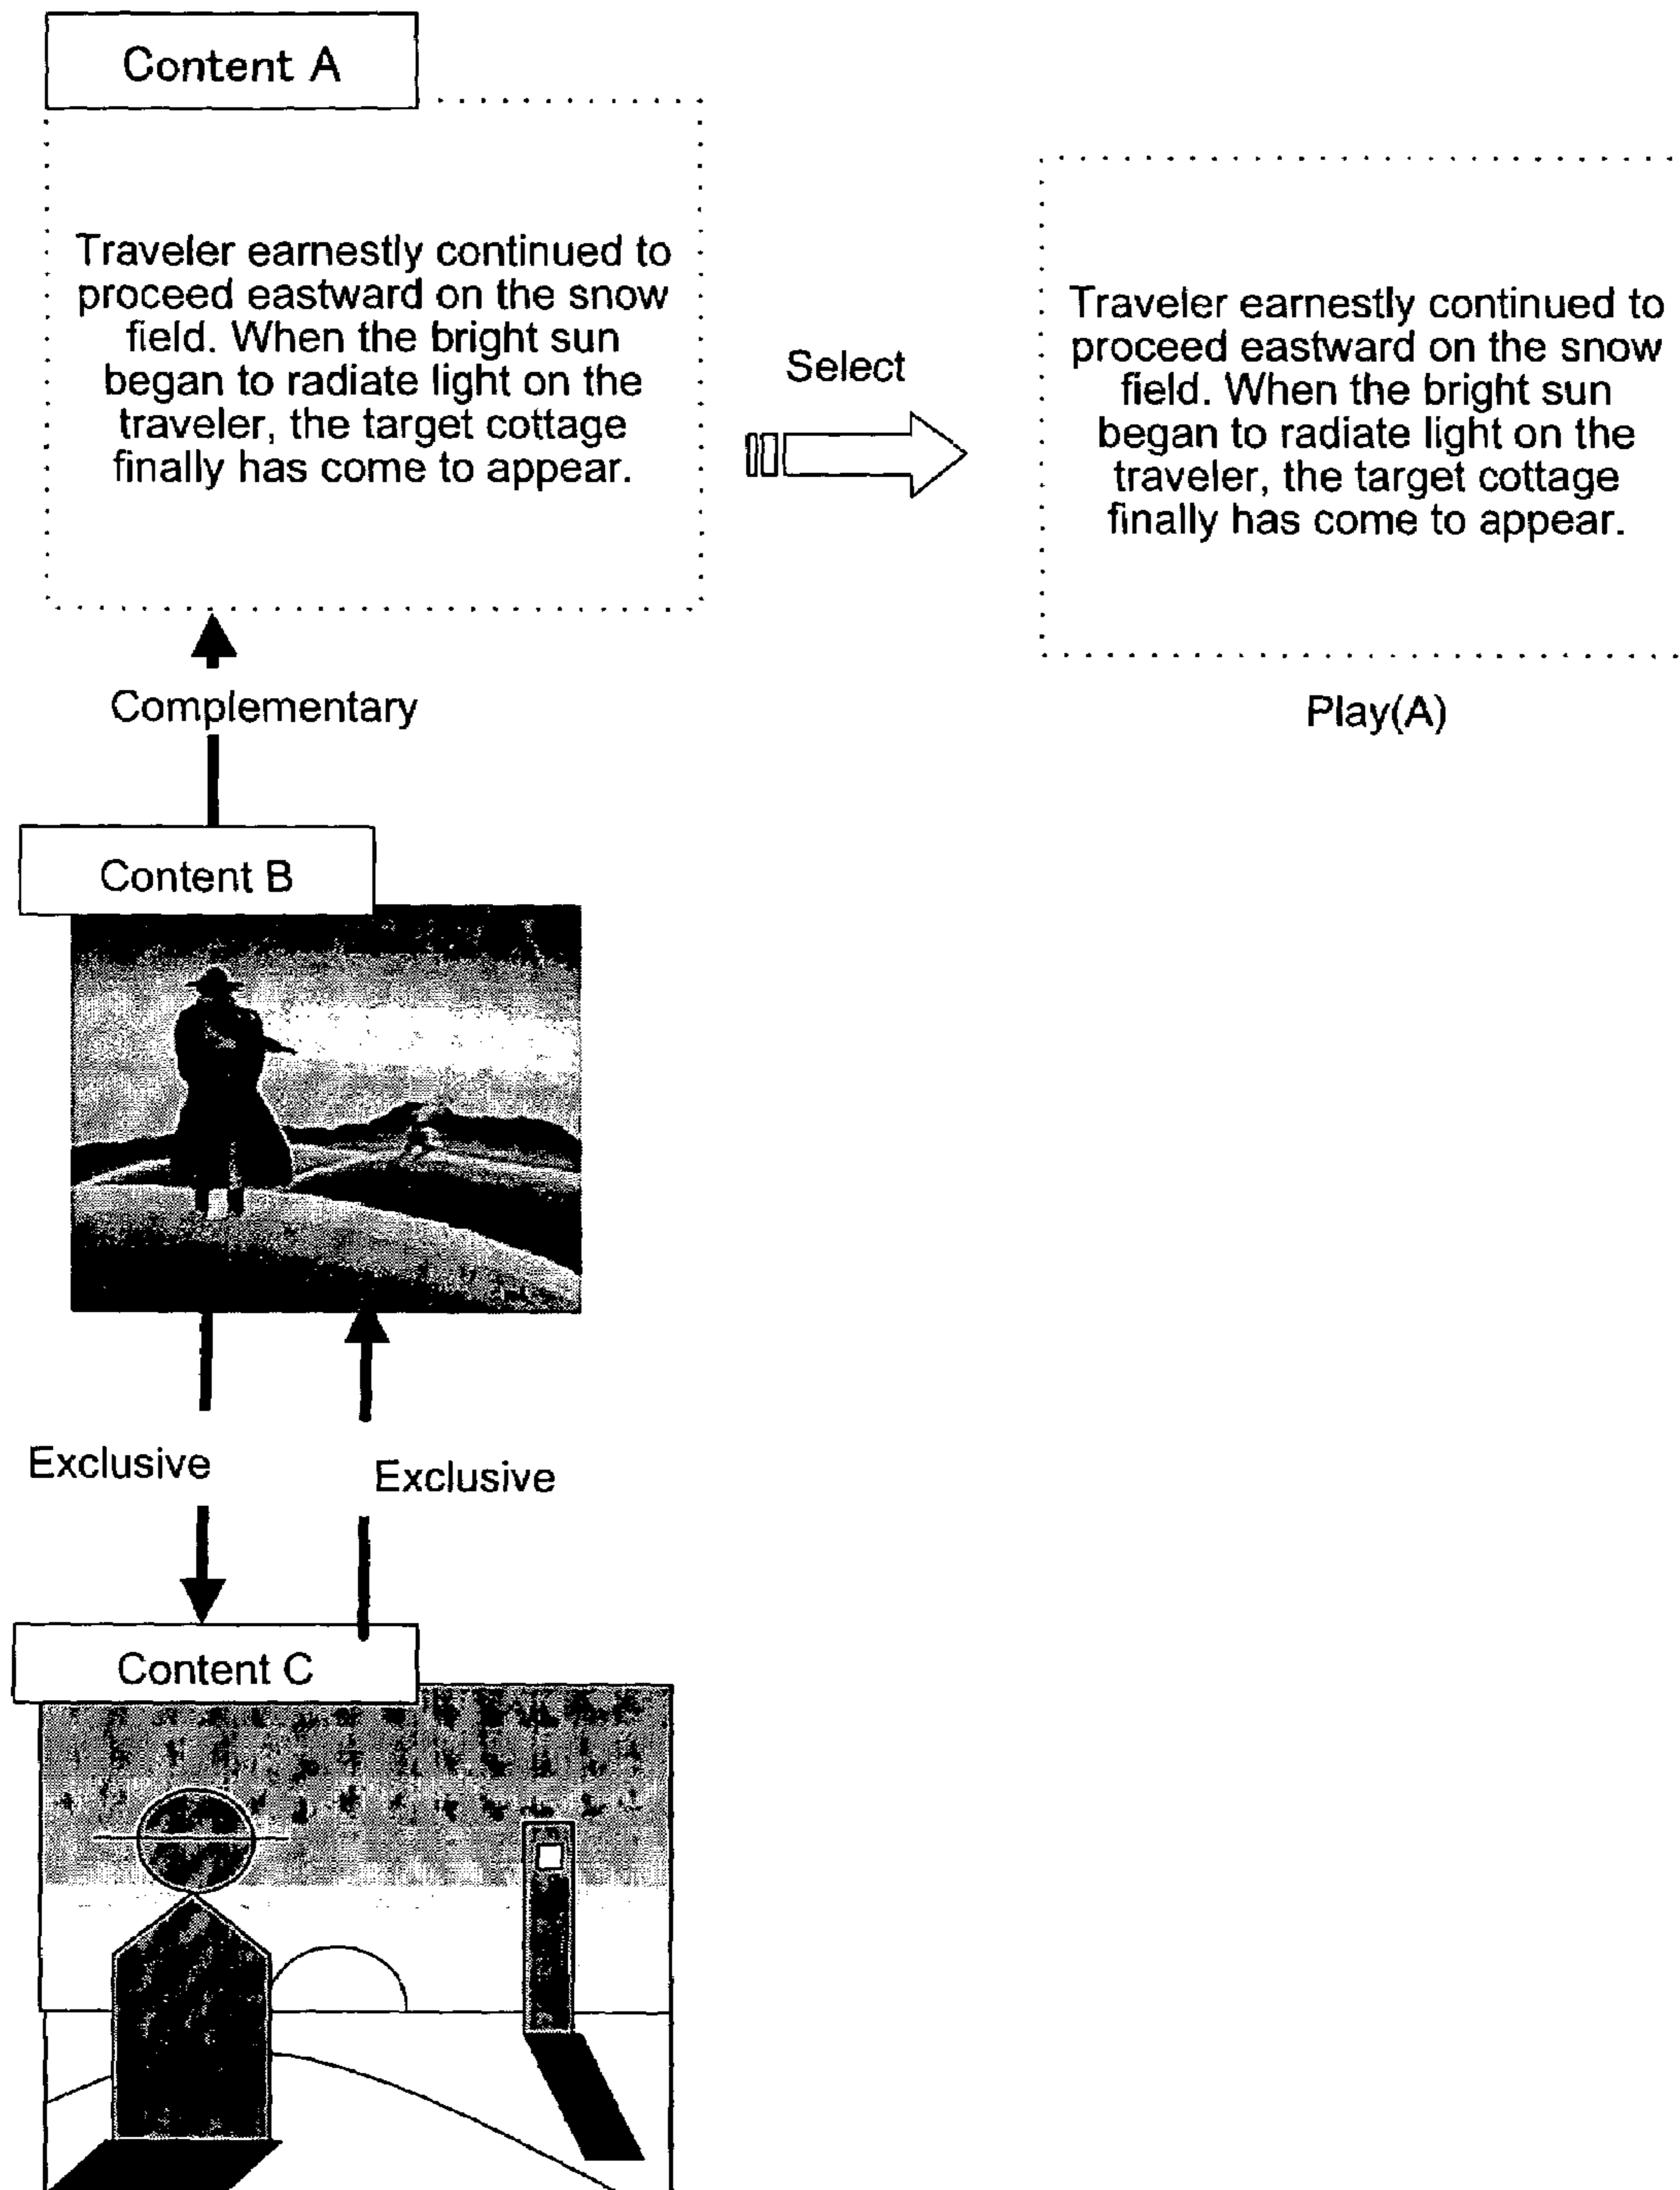 Content A
Traveler earnestly continued to
proceed eastward on the snow
field. When the bright sun
began to radiate light on the
traveler, the target cottage
finally has come to appear.
Select
Traveler earnestly continued to
proceed eastward on the snow
field. When the bright sun
began to radiate light on the
traveler, the target cottage
finally has come to appear.
Play(A)
Complementary
Content B
Exclusive
Exclusive
Content C